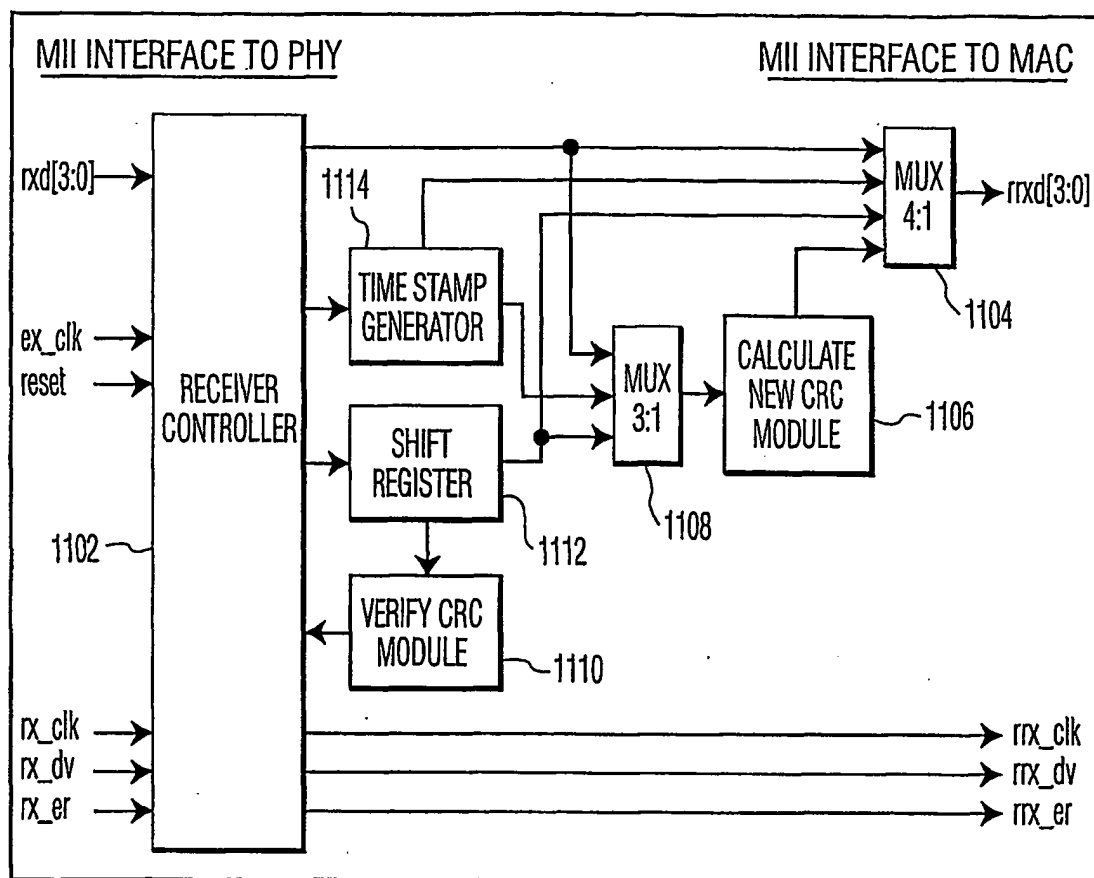 MII INTERFACE TO PHY
MII INTERFACE TO MAC
rxd[3:0]
ex_clk
reset
RECEIVER
CONTROLLER
1102
1114
TIME STAMP
GENERATOR
SHIFT
REGISTER
1112
VERIFY CRC
MODULE
1110
MUX
3:1
1108
CALCULATE
NEW CRC
MODULE
1106
MUX
4:1
1104
rrxd[3:0]
rx_clk
rx_dv
rx_er
rrx_clk
rrx_dv
rrx_er